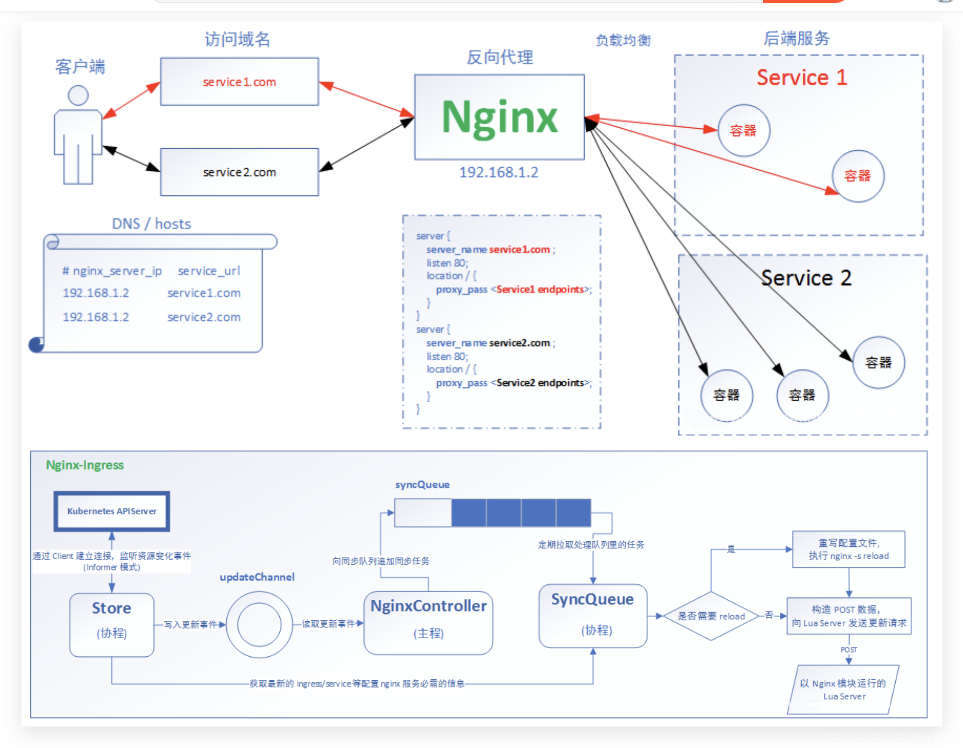 访问域名
负载均衡
后端服务
客户端
反向代理
service1.com
Service 1
Nginx
容器
service2.com
192.168.1.2
容器
DNS / hosts
# nginx_server_ip service_url
192.168.1.2 service1.com
192.168.1.2 service2.com
server {
server_name service1.com ;
listen 80;
location / {
proxy_pass <Service1 endpoints>;
}
}
server {
server_name service2.com ;
listen 80;
location / {
proxy_pass <Service2 endpoints>;
}
}
Service 2
容器
容器
容器
Nginx-Ingress
Kubernetes APIServer
通过 Client 建立连接，监听资源变化事件
(Informer 模式)
syncQueue
向同步队列追加同步任务
定期拉取处理队列里的任务
updateChannel
Store
(协程)
写入更新事件
读取更新事件
NginxController
(主程)
SyncQueue
(协程)
是否需要 reload
是
否
重写配置文件,
执行 nginx -s reload
构造 POST 数据,
向 Lua Server 发送更新请求
POST
以 Nginx 模块运行的
Lua Server
获取最新的 ingress/service 等配置 nginx 服务必需的信息